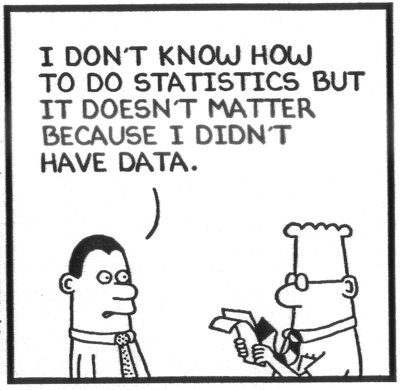 I DON'T KNOW HOW
TO DO STATISTICS BUT
IT DOESN'T MATTER
BECAUSE I DIDN'T
HAVE DATA.